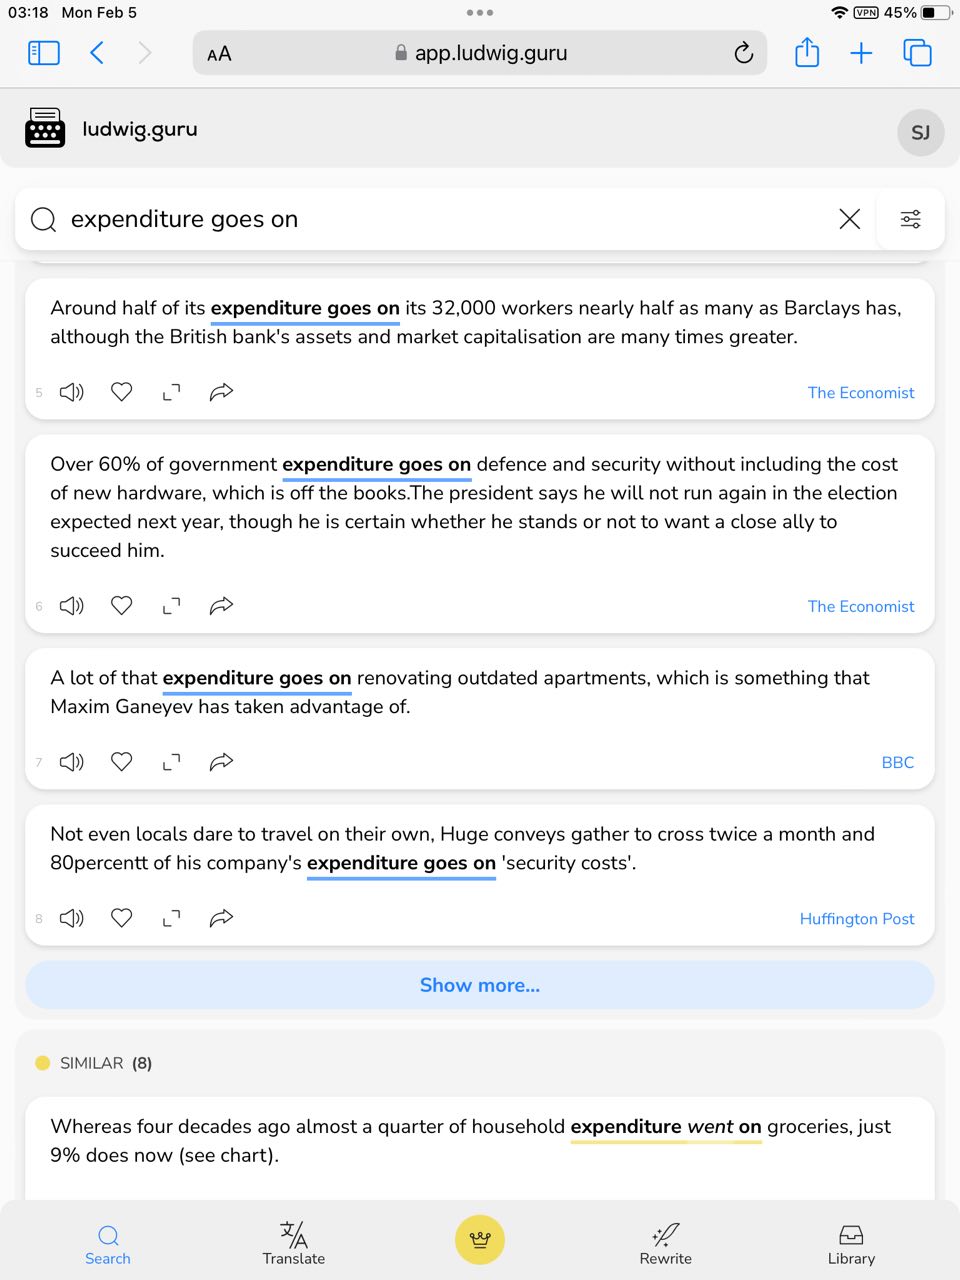 03:18 Mon Feb 5
VPN 45%
AA app.ludwig.guru
ludwig.guru
SJ
expenditure goes on
Around half of its expenditure goes on its 32,000 workers nearly half as many as Barclays has,
although the British bank's assets and market capitalisation are many times greater.
5 The Economist
Over 60% of government expenditure goes on defence and security without including the cost
of new hardware, which is off the books.The president says he will not run again in the election
expected next year, though he is certain whether he stands or not to want a close ally to
succeed him.
6 The Economist
A lot of that expenditure goes on renovating outdated apartments, which is something that
Maxim Ganeyev has taken advantage of.
7 BBC
Not even locals dare to travel on their own, Huge conveys gather to cross twice a month and
80percentt of his company's expenditure goes on 'security costs'.
8 Huffington Post
Show more...
SIMILAR (8)
Whereas four decades ago almost a quarter of household expenditure went on groceries, just
9% does now (see chart).
Search Translate Rewrite Library